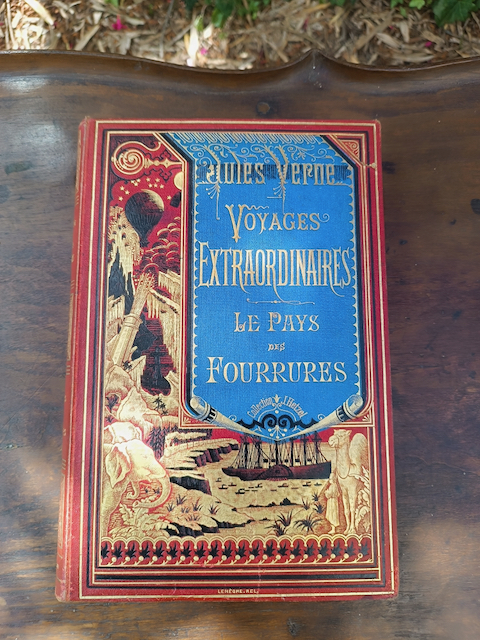 Jules Verne
VOYAGES
EXTRAORDINAIRES
LE PAYS
DES
FOURRURES
Collection J. Hetzel
LENÈGRE. REL.